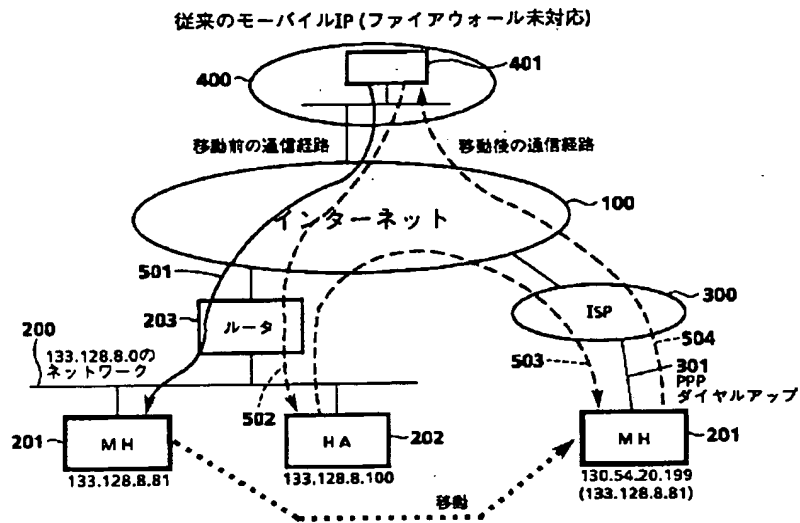 従来のモーバイルIP (ファイアウォール未対応)
400
401
移動前の通信経路
移動後の通信経路
インターネット
100
501
203
ルータ
ISP
300
200
133.128.8.0の
ネットワーク
502
503
504
301
PPP
ダイヤルアップ
201
MH
133.128.8.81
HA
202
133.128.8.100
MH
201
130.54.20.199
(133.128.8.81)
移動